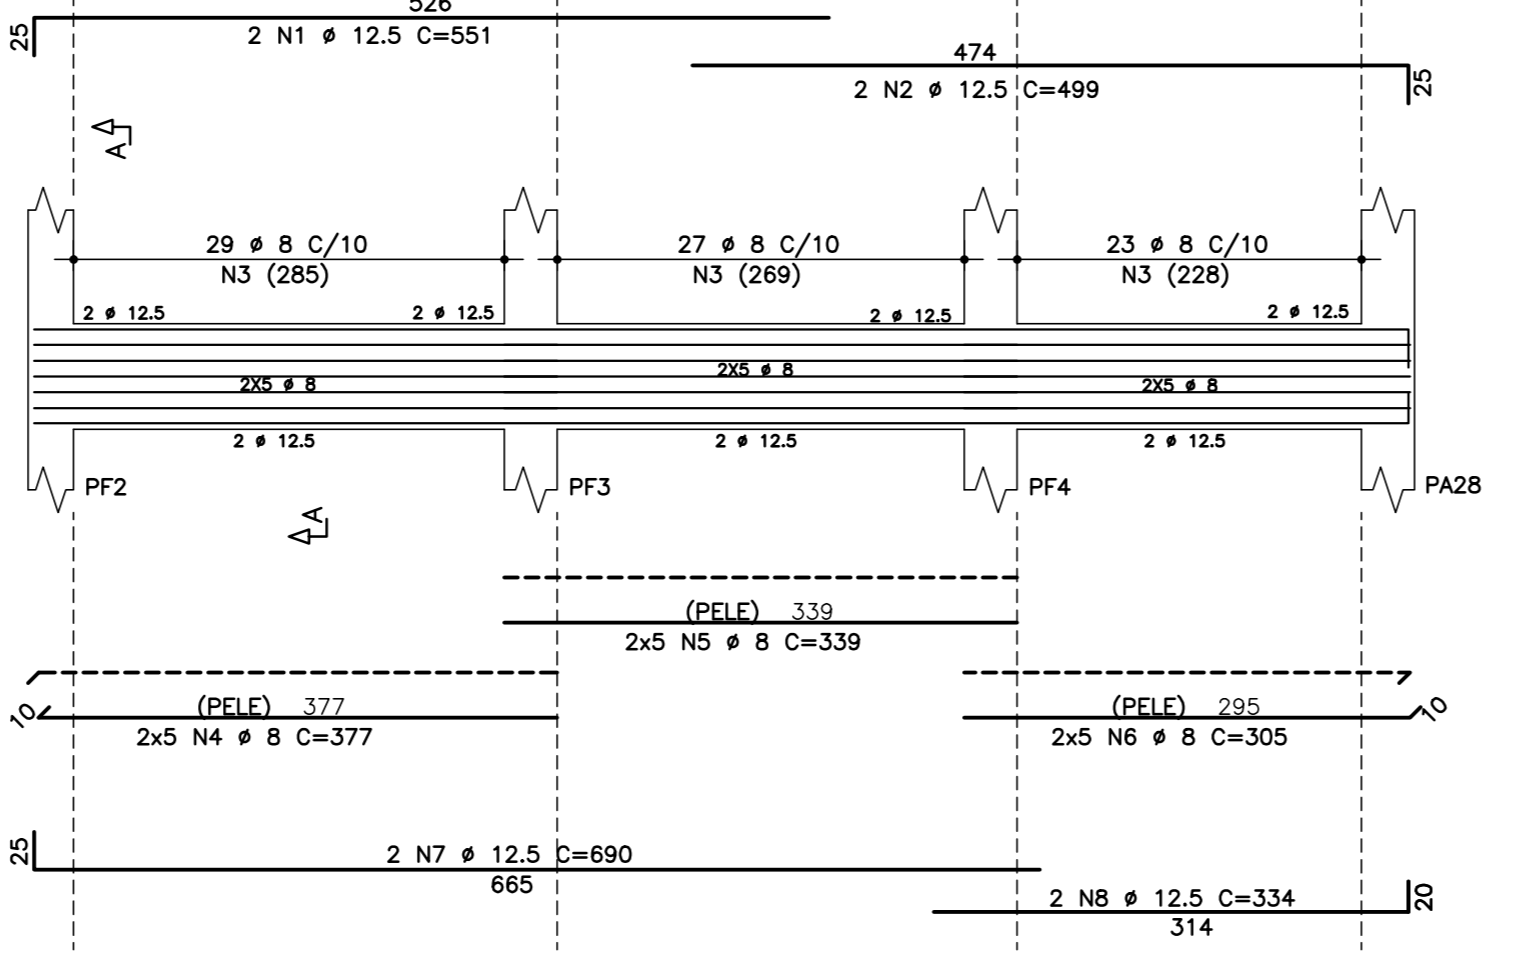 526
25
2 N1 ø 12.5 C=551
474
2 N2 ø 12.5 C=499
25
A
29 ø 8 C/10
N3 (285)
27 ø 8 C/10
N3 (269)
23 ø 8 C/10
N3 (228)
2 ø 12.5
2 ø 12.5
2 ø 12.5
2 ø 12.5
2X5 ø 8
2X5 ø 8
2X5 ø 8
2 ø 12.5
2 ø 12.5
2 ø 12.5
PF2
PF3
PF4
PA28
A
(PELE) 339
2x5 N5 ø 8 C=339
10
(PELE) 377
2x5 N4 ø 8 C=377
(PELE) 295
2x5 N6 ø 8 C=305
10
25
2 N7 ø 12.5 C=690
665
2 N8 ø 12.5 C=334
314
20